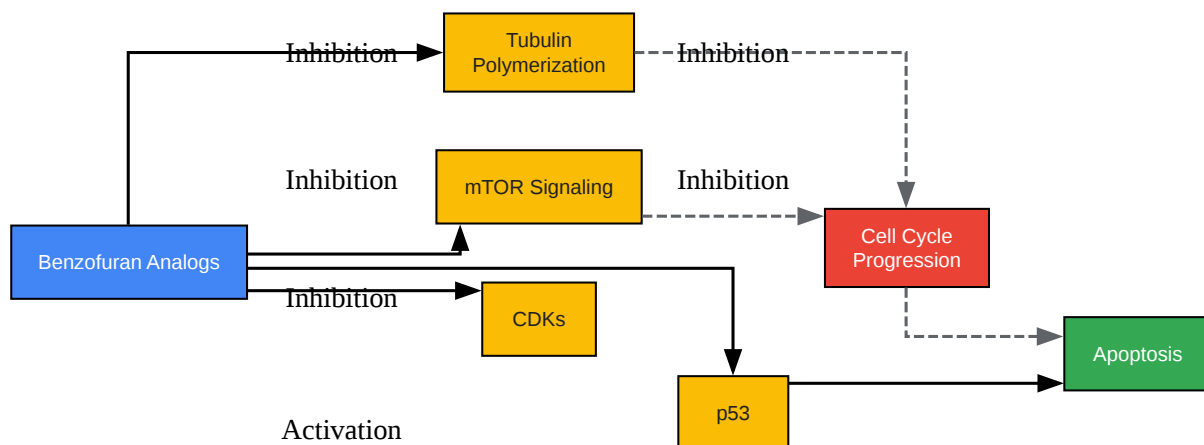 Inhibition
Tubulin
Polymerization
Inhibition
Inhibition
mTOR Signaling
Inhibition
Benzofuran Analogs
Cell Cycle
Progression
Inhibition
CDKs
Apoptosis
p53
Activation